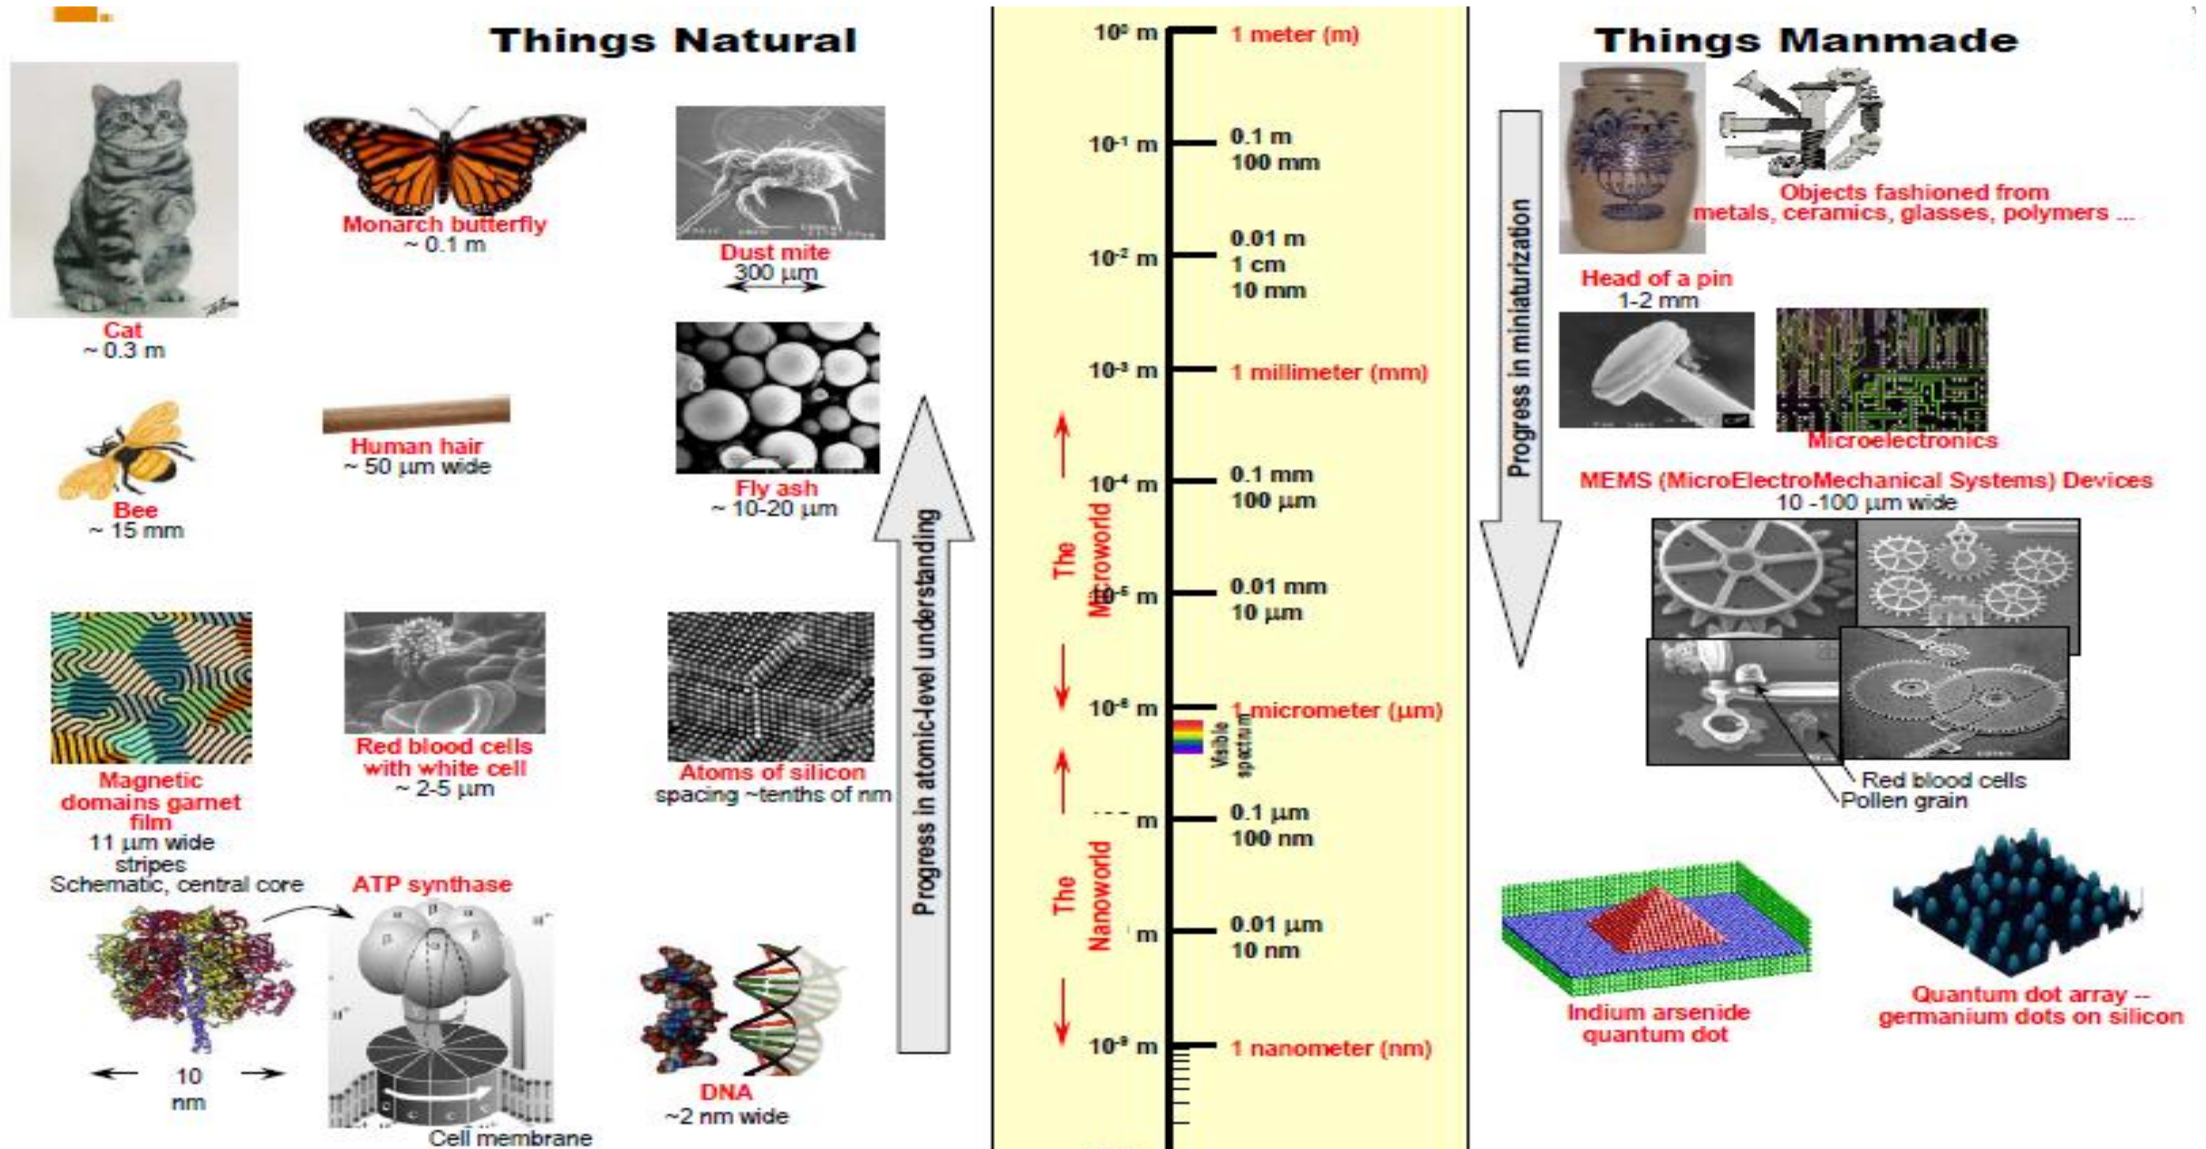 Things Natural
Things Manmade
Cat
~ 0.3 m
Monarch butterfly
~ 0.1 m
Dust mite
300 μm
Bee
~ 15 mm
Human hair
~ 50 μm wide
Fly ash
~ 10-20 μm
Magnetic
domains garnet
film
11 μm wide
stripes
Red blood cells
with white cell
~ 2-5 μm
Atoms of silicon
spacing ~tenths of nm
Schematic, central core
10
nm
ATP synthase
Cell membrane
DNA
~2 nm wide
Progress in atomic-level understanding
10⁰ m
1 meter (m)
10⁻¹ m
0.1 m
100 mm
10⁻² m
0.01 m
1 cm
10 mm
10⁻³ m
1 millimeter (mm)
10⁻⁴ m
0.1 mm
100 μm
The
Microworld
10⁻⁵ m
0.01 mm
10 μm
10⁻⁶ m
1 micrometer (μm)
Visible
spectrum
m
0.1 μm
100 nm
The
Nanoworld
m
0.01 μm
10 nm
10⁻⁹ m
1 nanometer (nm)
Progress in miniaturization
Objects fashioned from
metals, ceramics, glasses, polymers ...
Head of a pin
1-2 mm
Microelectronics
MEMS (MicroElectroMechanical Systems) Devices
10 -100 μm wide
Red blood cells
Pollen grain
Indium arsenide
quantum dot
Quantum dot array --
germanium dots on silicon